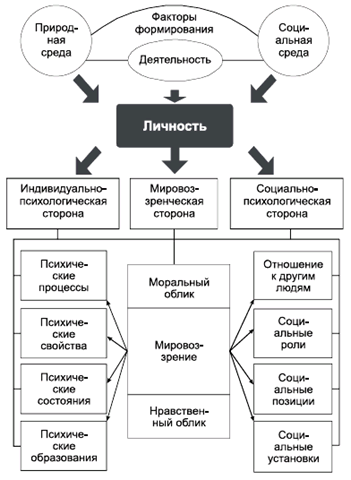 Природ-
ная
среда
Факторы
формирования
Деятельность
Соци-
альная
среда
Личность
Индивидуально-
психологическая
сторона
Мировоз-
зренческая
сторона
Социально-
психологическая
сторона
Психиче-
ские
процессы
Психиче-
ские
свойства
Психиче-
ские
состояния
Психиче-
ские
образования
Моральный
облик
Мировоз-
зрение
Нравствен-
ный облик
Отношение
к другим
людям
Соци-
альные
роли
Соци-
альные
позиции
Соци-
альные
установки